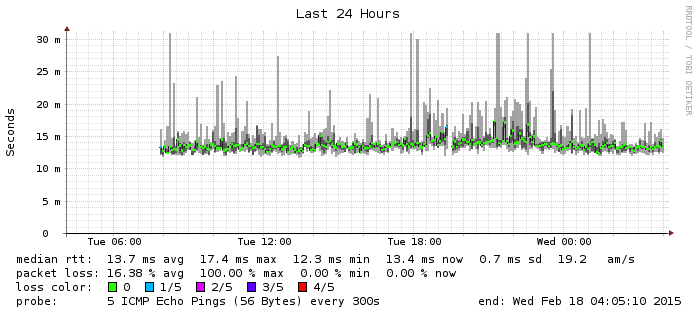 Last 24 Hours
RRDTOOL / TOBI OETIKER
Seconds
30 m
25 m
20 m
15 m
10 m
5 m
0
Tue 06:00 Tue 12:00 Tue 18:00 Wed 00:00
median rtt: 13.7 ms avg 17.4 ms max 12.3 ms min 13.4 ms now 0.7 ms sd 19.2 am/s
packet loss: 16.38 % avg 100.00 % max 0.00 % min 0.00 % now
loss color: 0 1/5 2/5 3/5 4/5
probe: 5 ICMP Echo Pings (56 Bytes) every 300s end: Wed Feb 18 04:05:10 2015